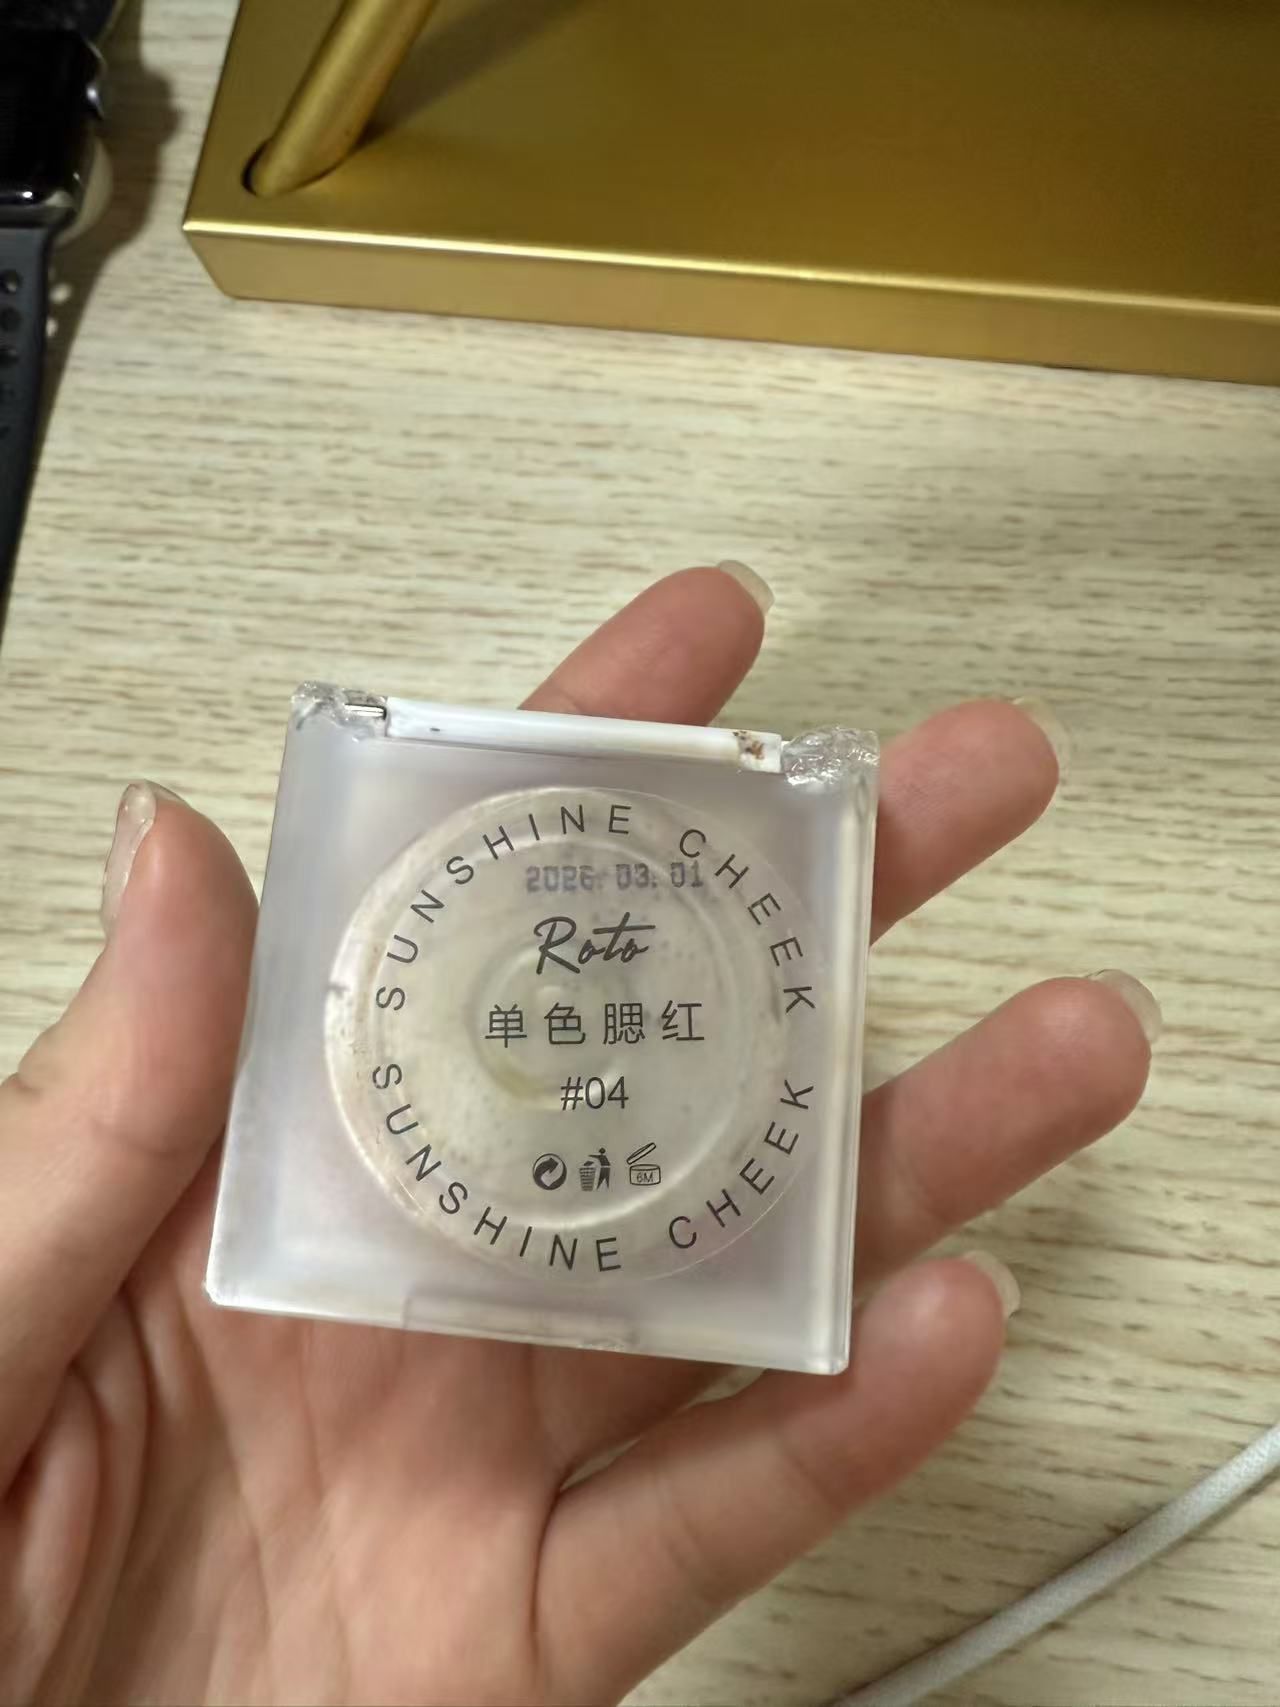 SUNSHINE CHEEK
2026.03.01
Roto
单色腮红
#04
6M
SUNSHINE CHEEK